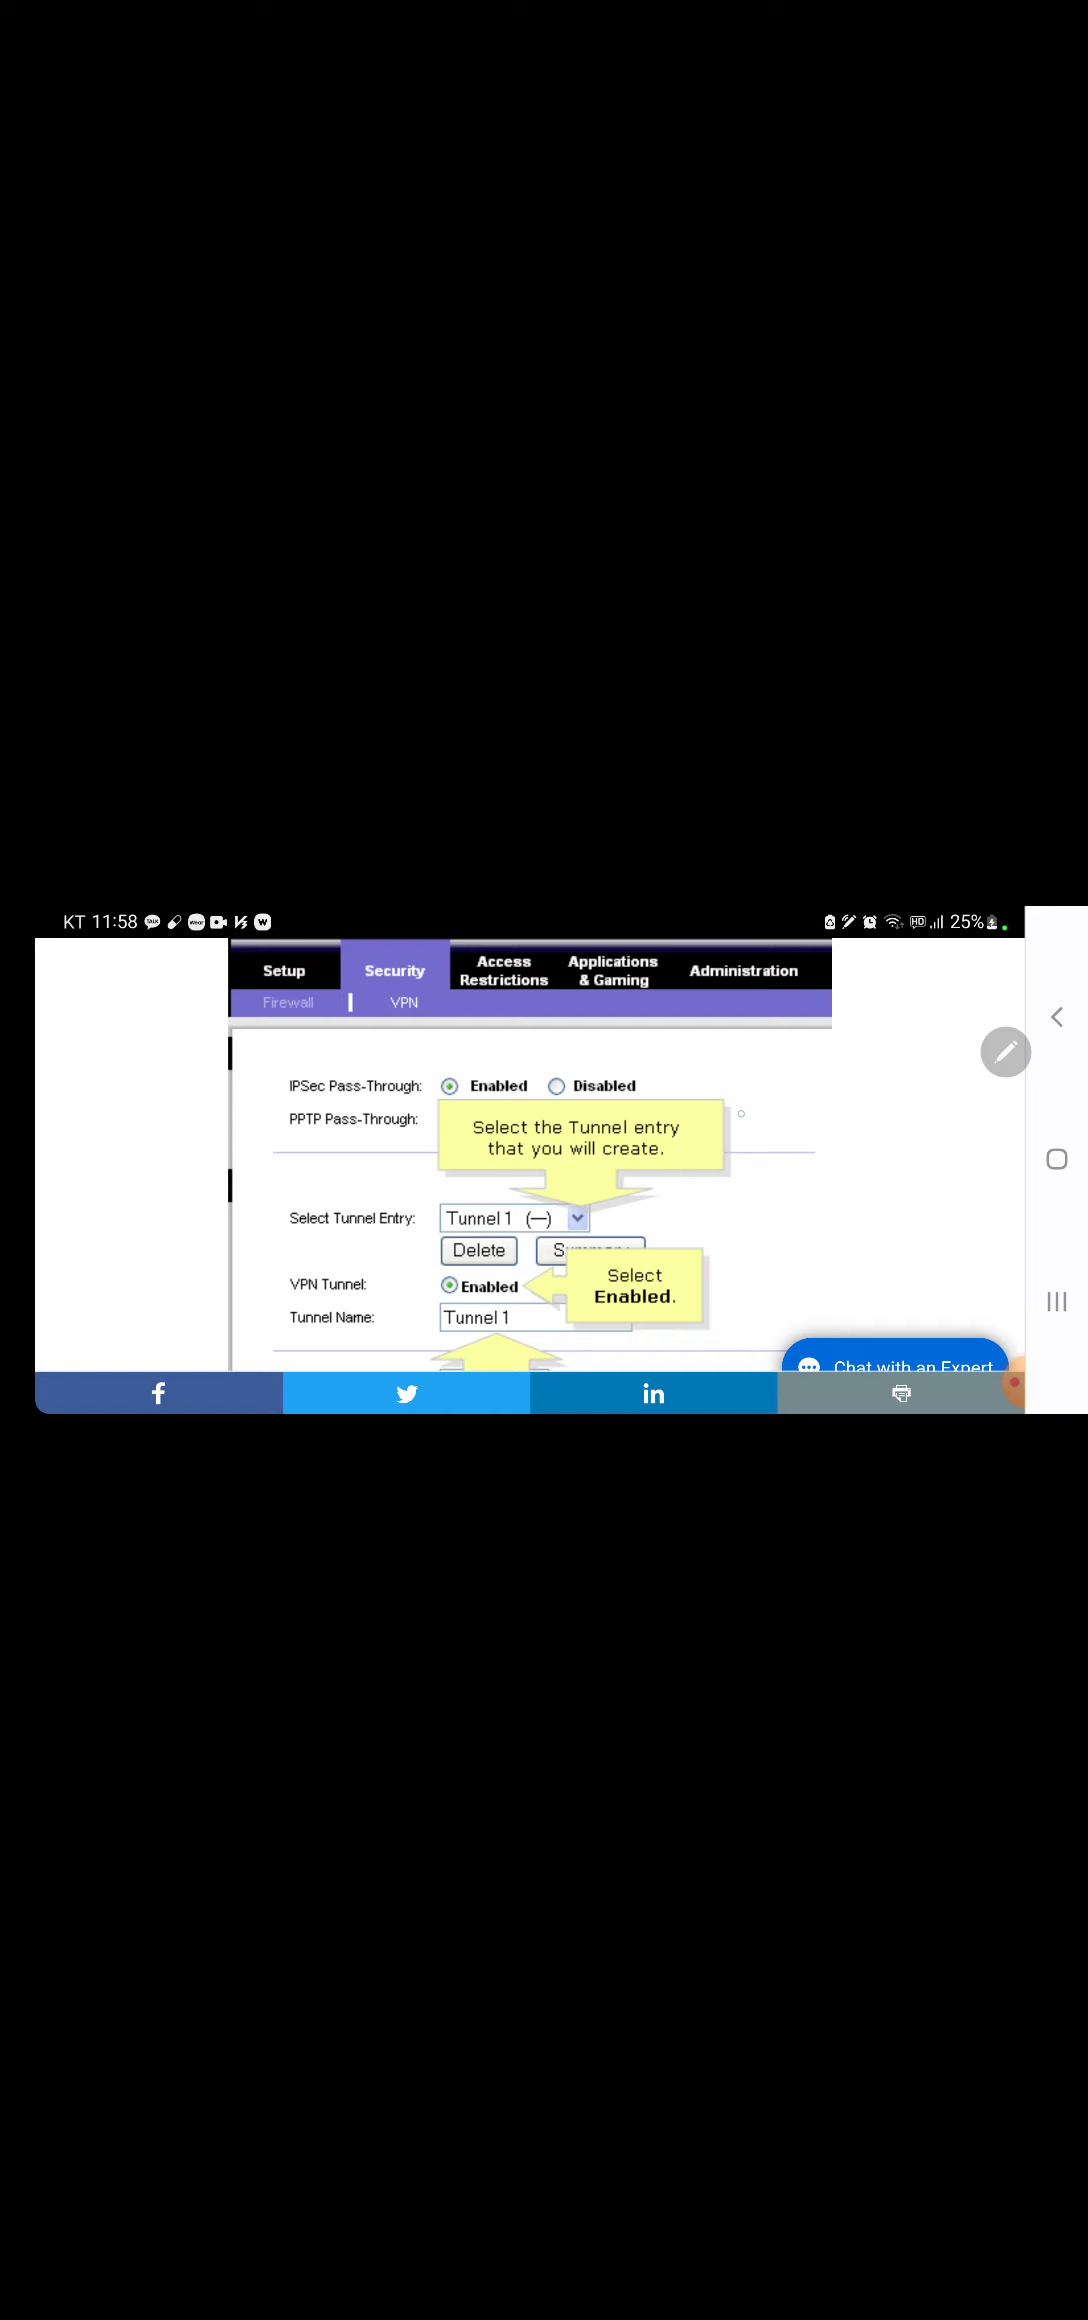 KT 11:58
HD 25%
Setup Security Access Restrictions Applications & Gaming Administration
Firewall VPN
IPSec Pass-Through: Enabled Disabled
PPTP Pass-Through:
Select the Tunnel entry
that you will create.
Select Tunnel Entry: Tunnel 1 (—)
Delete
VPN Tunnel: Enabled
Select
Enabled.
Tunnel Name: Tunnel 1
Chat with an Expert
f in